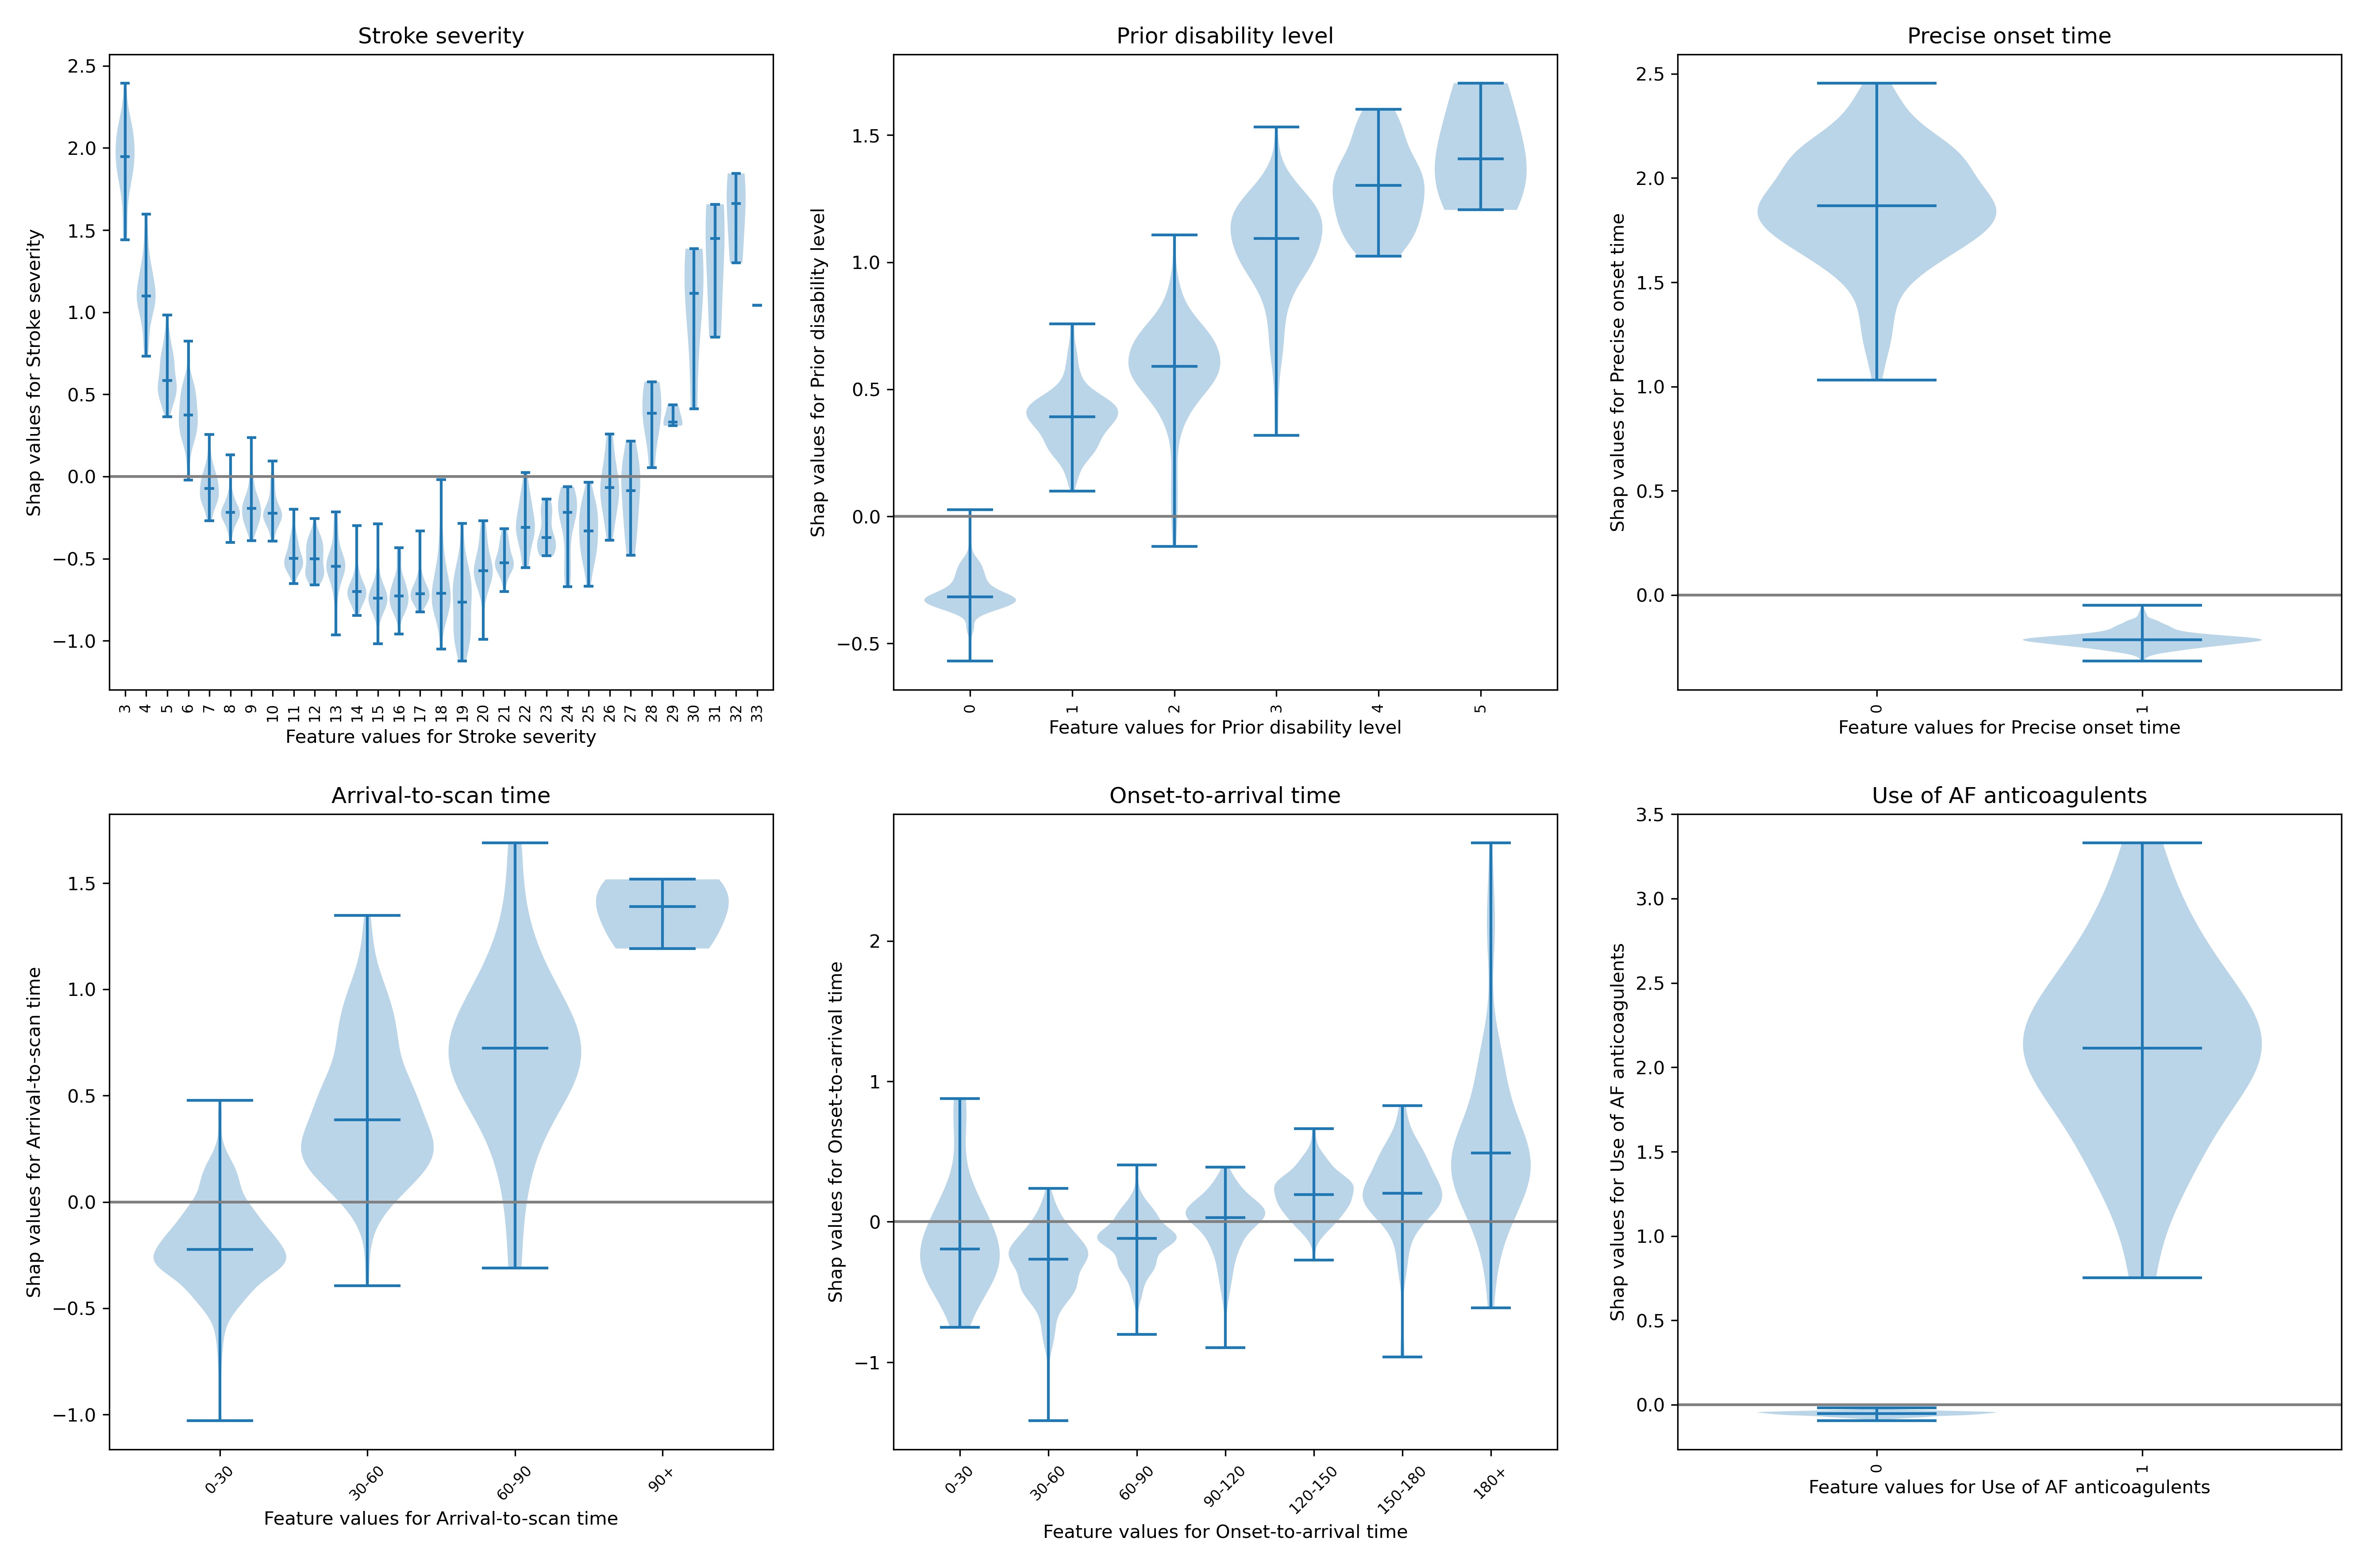 Stroke severity
Shap values for Stroke severity
2.5
2.0
1.5
1.0
0.5
0.0
−0.5
−1.0
3 4 5 6 7 8 9 10 11 12 13 14 15 16 17 18 19 20 21 22 23 24 25 26 27 28 29 30 31 32 33
Feature values for Stroke severity
Prior disability level
Shap values for Prior disability level
1.5
1.0
0.5
0.0
−0.5
0 1 2 3 4 5
Feature values for Prior disability level
Precise onset time
Shap values for Precise onset time
2.5
2.0
1.5
1.0
0.5
0.0
0 1
Feature values for Precise onset time
Arrival-to-scan time
Shap values for Arrival-to-scan time
1.5
1.0
0.5
0.0
−0.5
−1.0
0-30 30-60 60-90 90+
Feature values for Arrival-to-scan time
Onset-to-arrival time
Shap values for Onset-to-arrival time
2
1
0
−1
0-30 30-60 60-90 90-120 120-150 150-180 180+
Feature values for Onset-to-arrival time
Use of AF anticoagulents
Shap values for Use of AF anticoagulents
3.5
3.0
2.5
2.0
1.5
1.0
0.5
0.0
0 1
Feature values for Use of AF anticoagulents